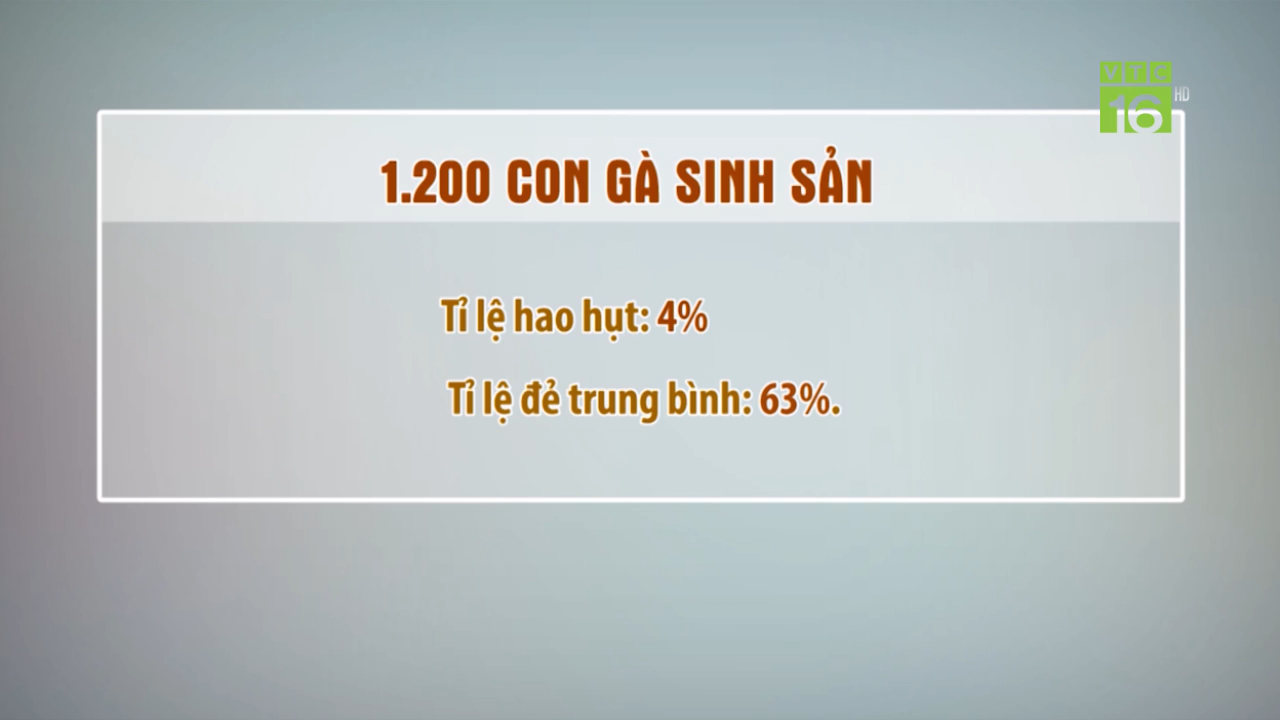 VTC
16 HD
1.200 CON GÀ SINH SẢN
Tỉ lệ hao hụt: 4%
Tỉ lệ đẻ trung bình: 63%.